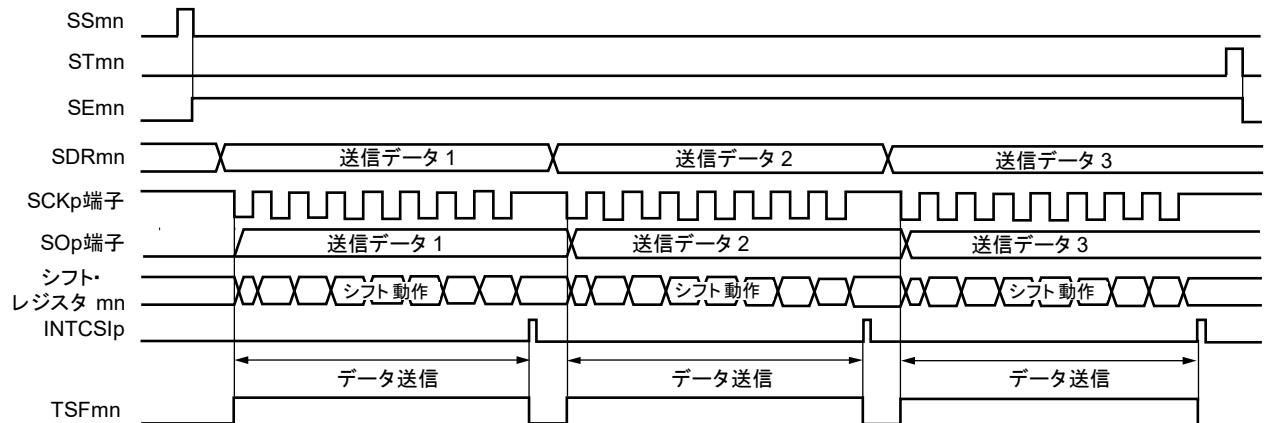 SSmn
STmn
SEmn
SDRmn 送信データ 1 送信データ 2 送信データ 3
SCKp端子
SOp端子 送信データ 1 送信データ 2 送信データ 3
シフト・
レジスタ mn シフト動作 シフト動作 シフト動作
INTCSIp
データ送信 データ送信 データ送信
TSFmn